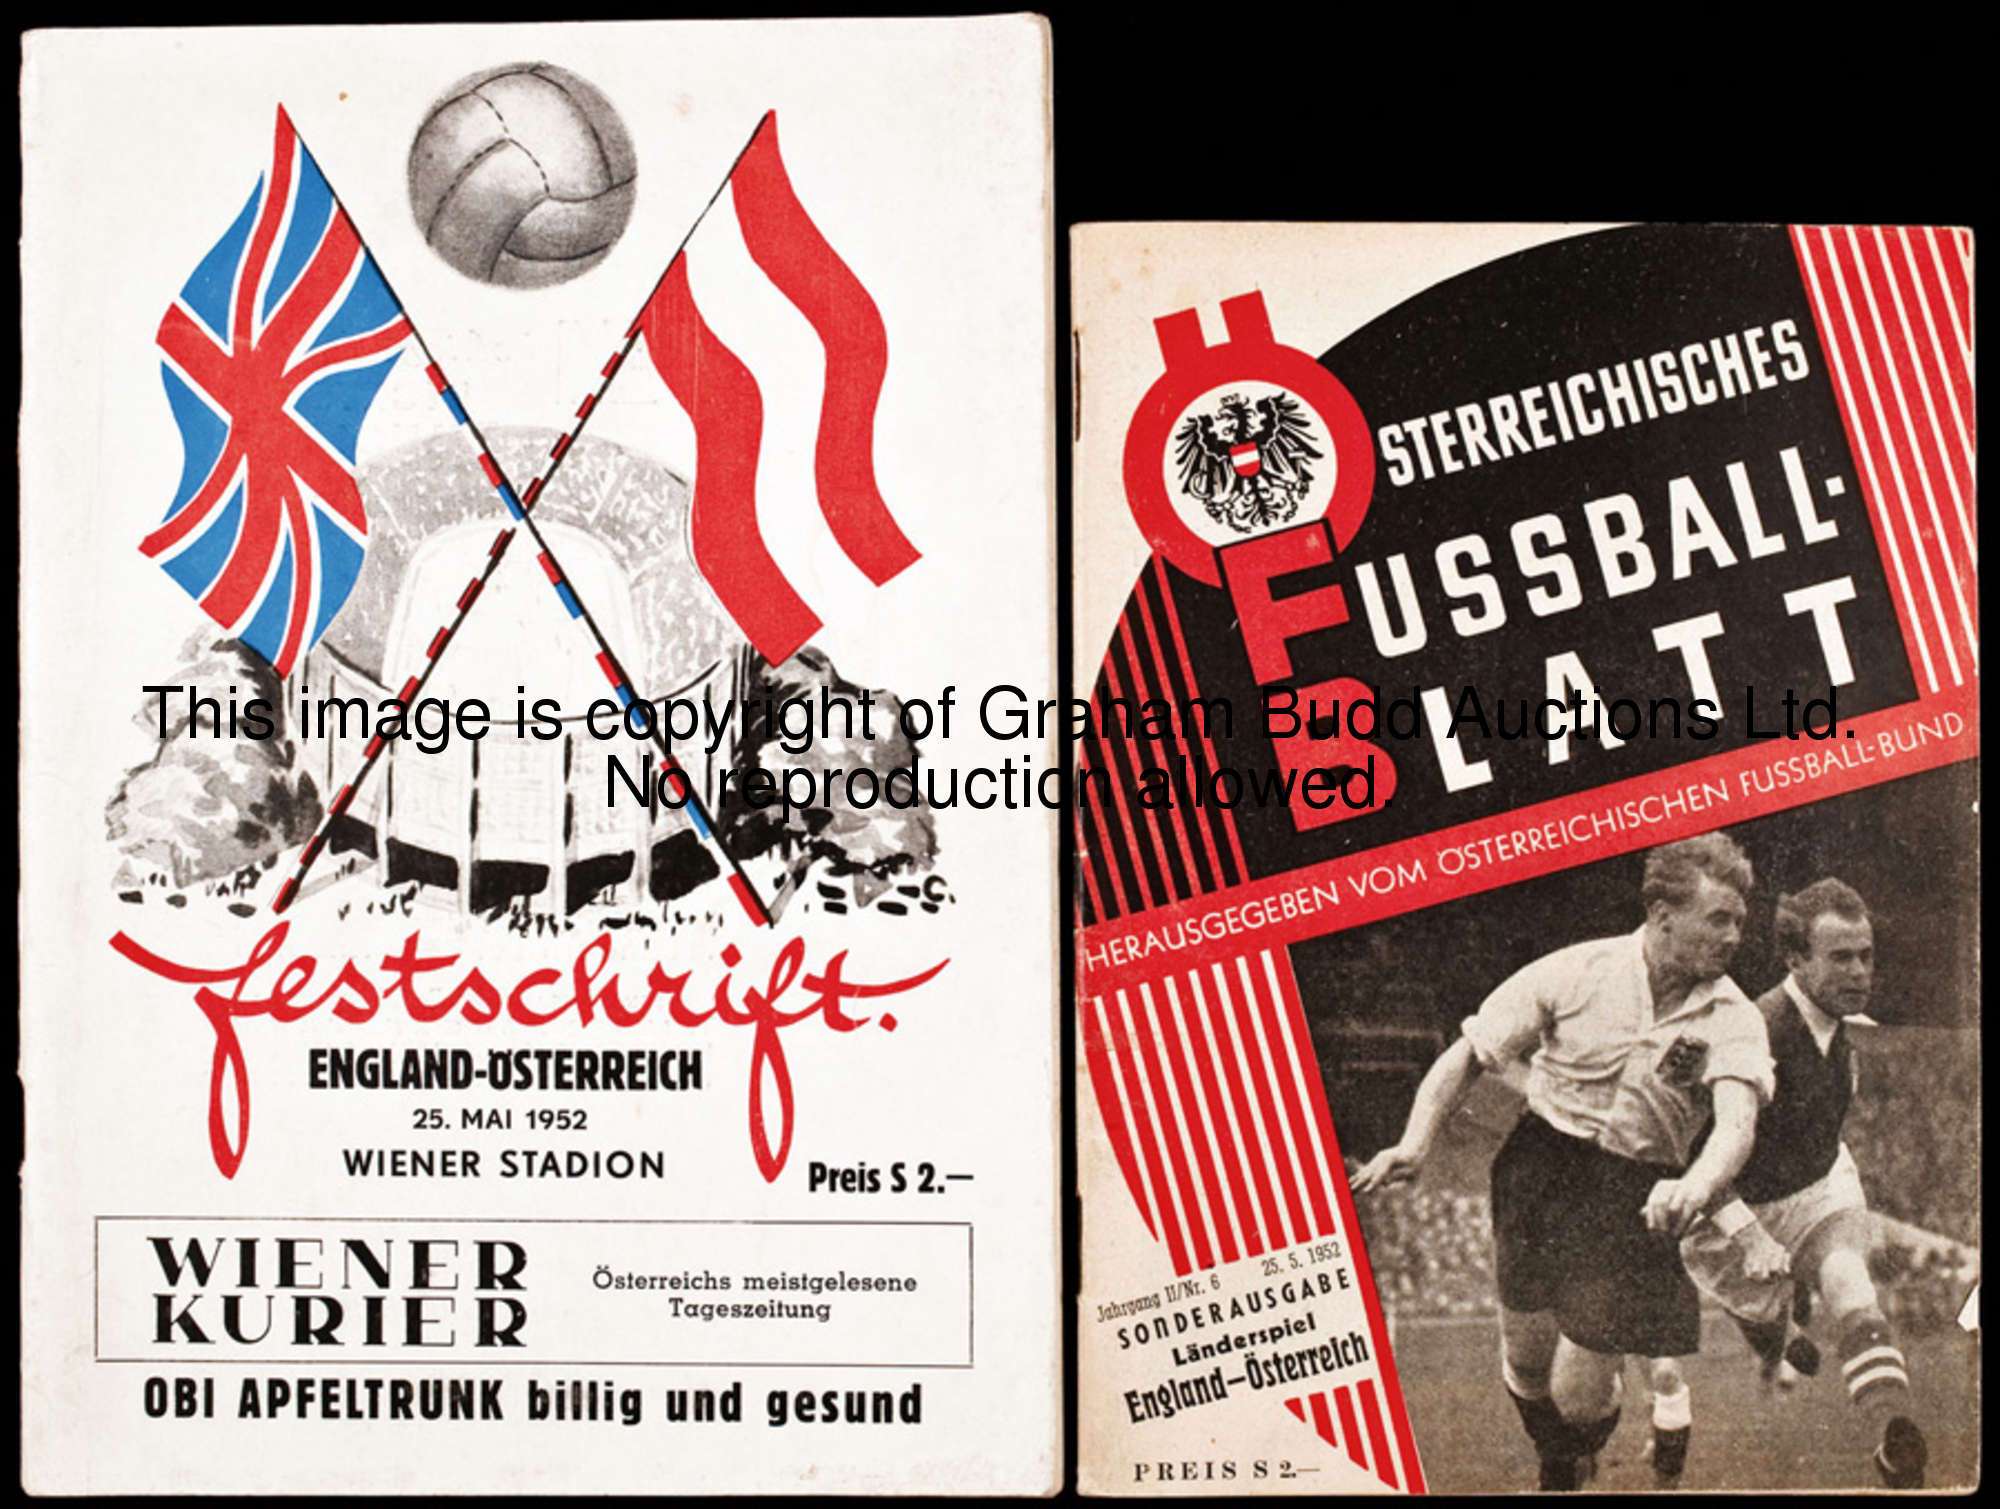 festschrift.
ENGLAND-ÖSTERREICH
25. MAI 1952
WIENER STADION
Preis S 2.—
WIENER
KURIER
Österreichs meistgelesene
Tageszeitung
OBI APFELTRUNK billig und gesund
ÖSTERREICHISCHES
FUSSBALL-
BLATT
HERAUSGEGEBEN VOM ÖSTERREICHISCHEN FUSSBALL-BUND
Jahrgang II/Nr. 6 25. 5. 1952
SONDERAUSGABE
Länderspiel
England-Österreich
PREIS S 2.—
This image is copyright of Graham Budd Auctions Ltd.
No reproduction allowed.